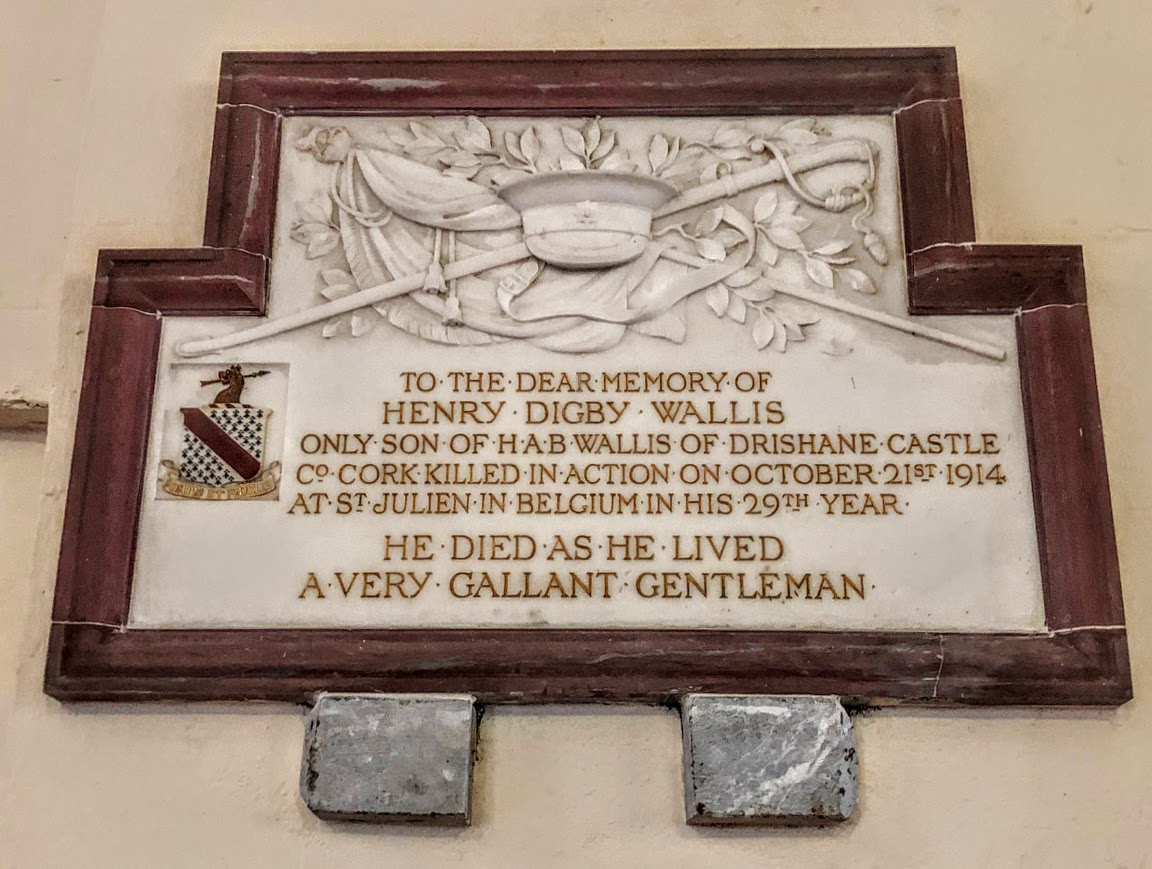 TO·THE·DEAR·MEMORY·OF
HENRY·DIGBY·WALLIS
ONLY·SON·OF·H·A·B·WALLIS·OF·DRISHANE·CASTLE
Cº·CORK·KILLED·IN·ACTION·ON·OCTOBER·21ST·1914
AT·ST·JULIEN·IN·BELGIUM·IN·HIS·29TH·YEAR·
HE·DIED·AS·HE·LIVED
A·VERY·GALLANT·GENTLEMAN·